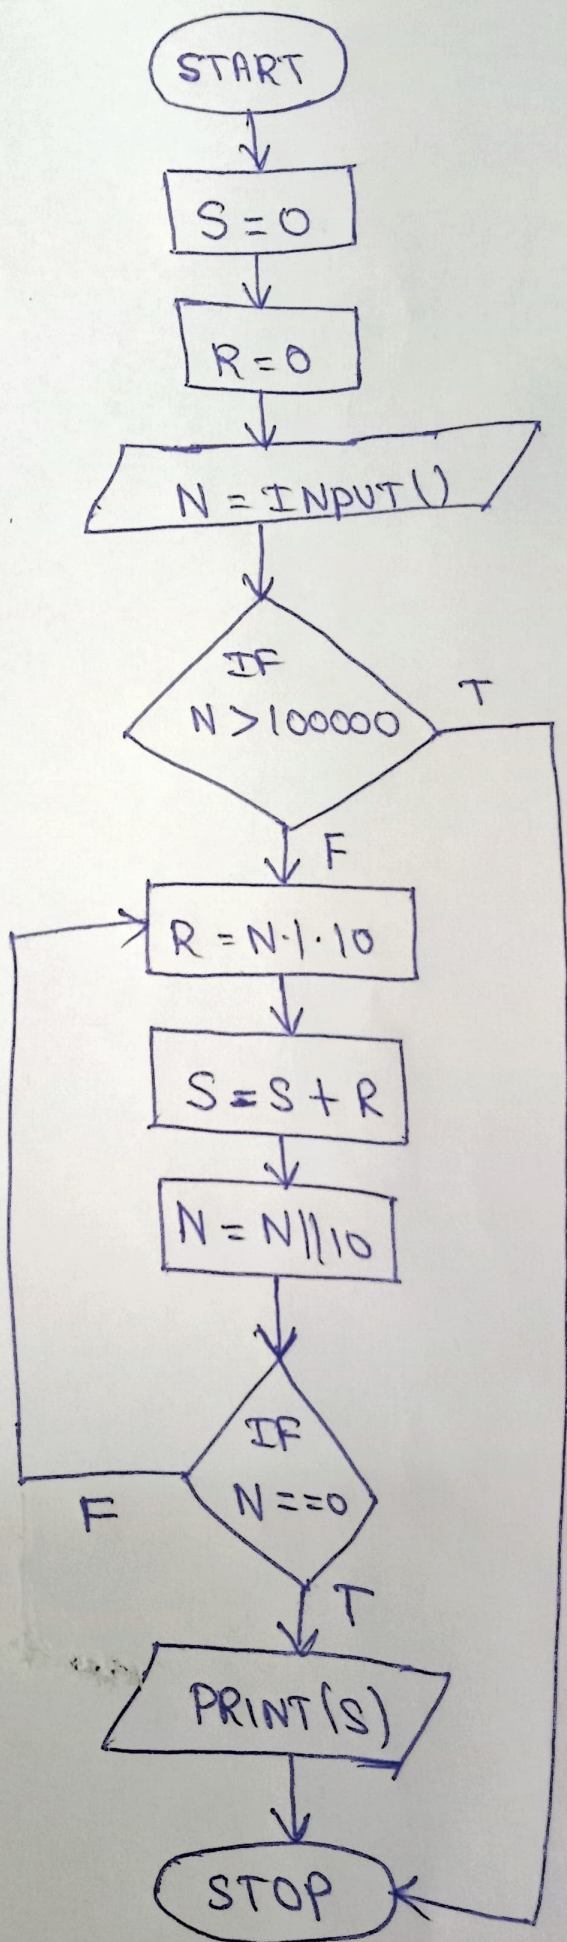 START
S=0
R=0
N=INPUT()
IF
N>100000
T
F
R=N·|·10
S=S+R
N=N||10
IF
N==0
F
T
PRINT(S)
STOP